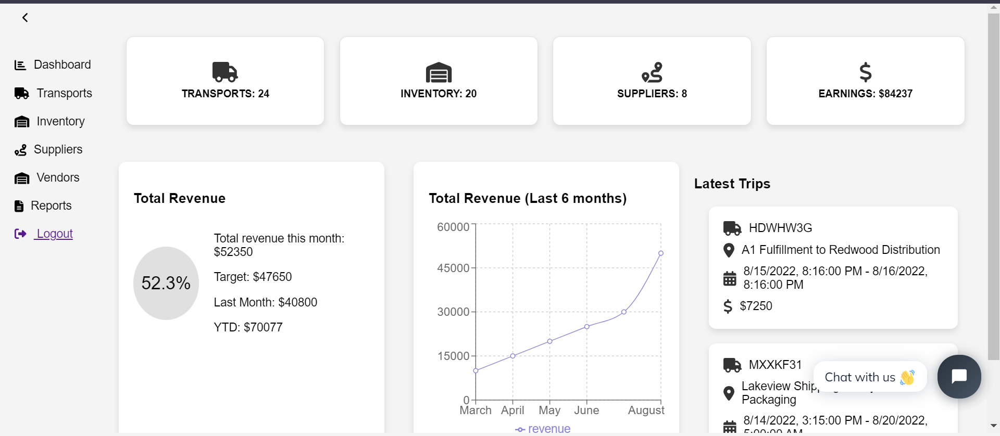 Dashboard
Transports
Inventory
Suppliers
Vendors
Reports
Logout
TRANSPORTS: 24
INVENTORY: 20
SUPPLIERS: 8
EARNINGS: $84237
Total Revenue
52.3%
Total revenue this month:
$52350
Target: $47650
Last Month: $40800
YTD: $70077
Total Revenue (Last 6 months)
60000
45000
30000
15000
0
March April May June August
revenue
Latest Trips
HDWHW3G
A1 Fulfillment to Redwood Distribution
8/15/2022, 8:16:00 PM - 8/16/2022,
8:16:00 PM
$7250
MXXKF31
Lakeview
Packaging
8/14/2022, 3:15:00 PM - 8/20/2022,
Chat with us 👋